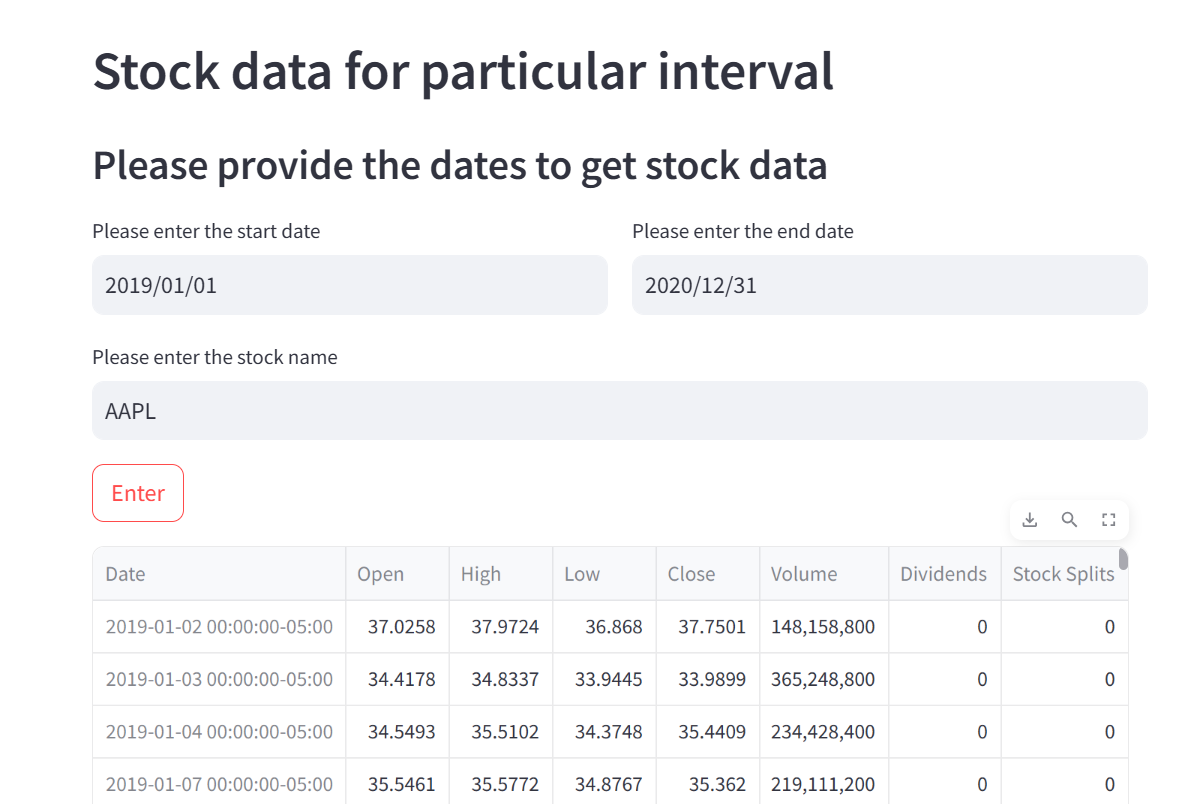 Stock data for particular interval
Please provide the dates to get stock data
Please enter the start date Please enter the end date
2019/01/01 2020/12/31
Please enter the stock name
AAPL
Enter
Date Open High Low Close Volume Dividends Stock Splits
2019-01-02 00:00:00-05:00 37.0258 37.9724 36.868 37.7501 148,158,800 0 0
2019-01-03 00:00:00-05:00 34.4178 34.8337 33.9445 33.9899 365,248,800 0 0
2019-01-04 00:00:00-05:00 34.5493 35.5102 34.3748 35.4409 234,428,400 0 0
2019-01-07 00:00:00-05:00 35.5461 35.5772 34.8767 35.362 219,111,200 0 0